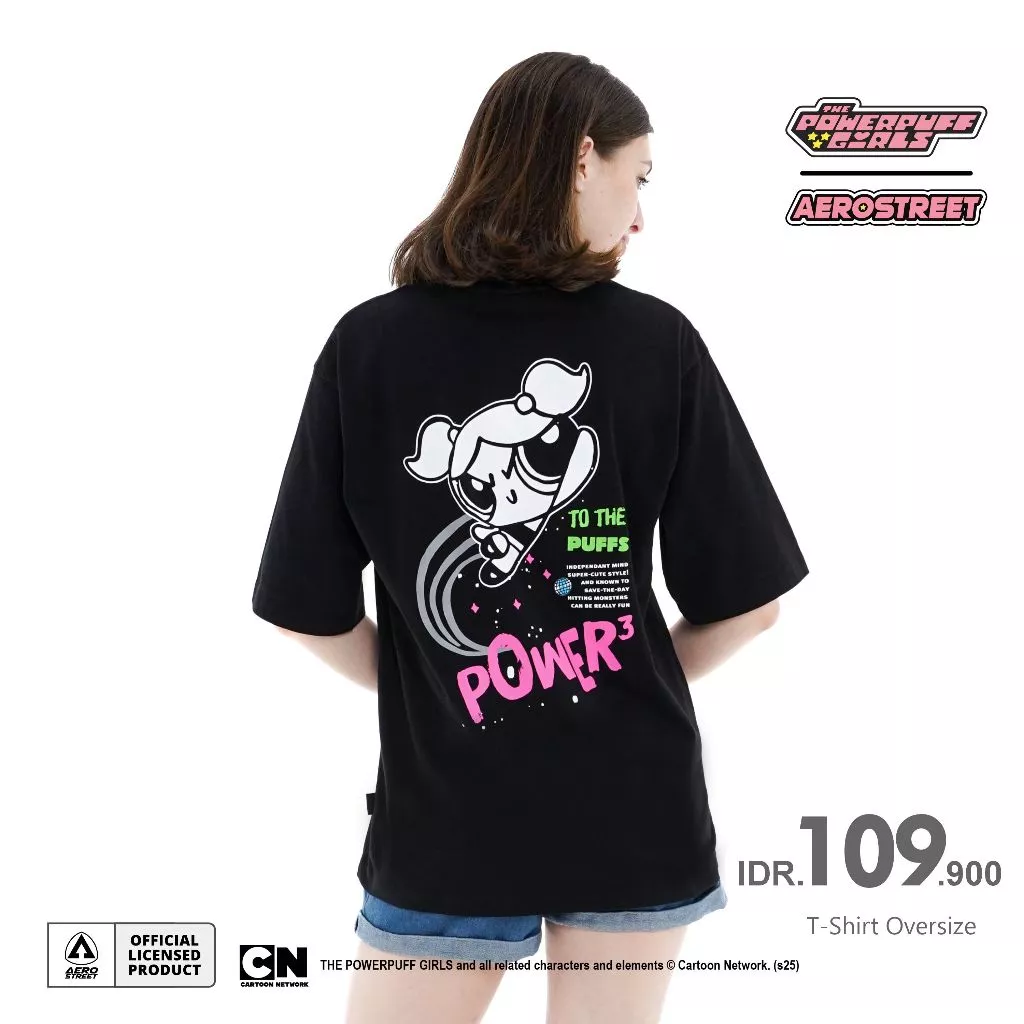 THE
POWERPUFF
GIRLS
AEROSTREET
TO THE
PUFFS
INDEPENDANT MIND
SUPER-CUTE STYLE!
AND KNOWN TO
SAVE-THE-DAY
HITTING MONSTERS
CAN BE REALLY FUN
POWER³
IDR.109.900
T-Shirt Oversize
AERO
STREET
OFFICIAL
LICENSED
PRODUCT
CN
CARTOON NETWORK
THE POWERPUFF GIRLS and all related characters and elements © Cartoon Network. (s25)